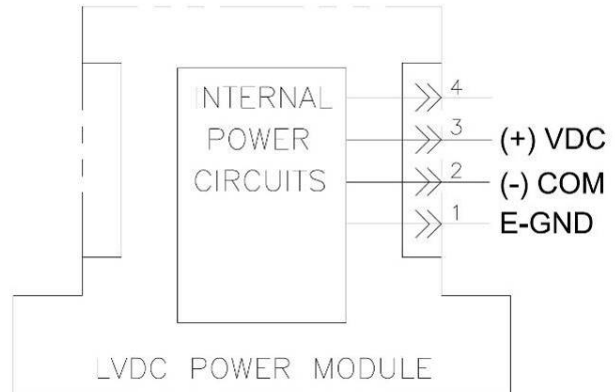 INTERNAL
POWER
CIRCUITS
4
3 (+) VDC
2 (-) COM
1 E-GND
LVDC POWER MODULE